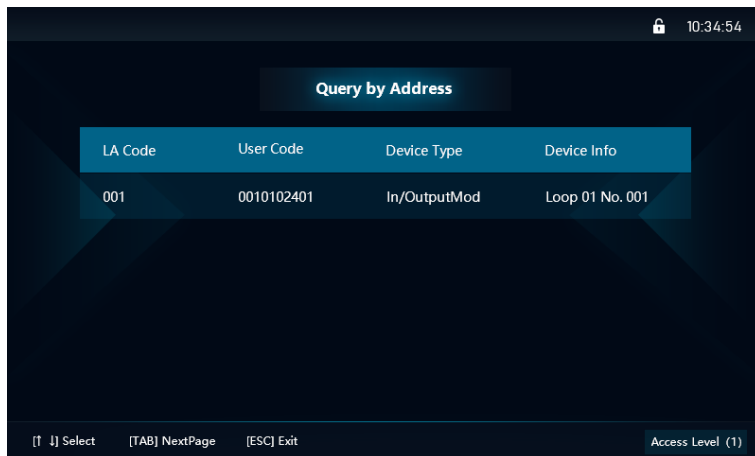 10:34:54
Query by Address
LA Code User Code Device Type Device Info
001 0010102401 In/OutputMod Loop 01 No. 001
[↑ ↓] Select [TAB] NextPage [ESC] Exit Access Level (1)